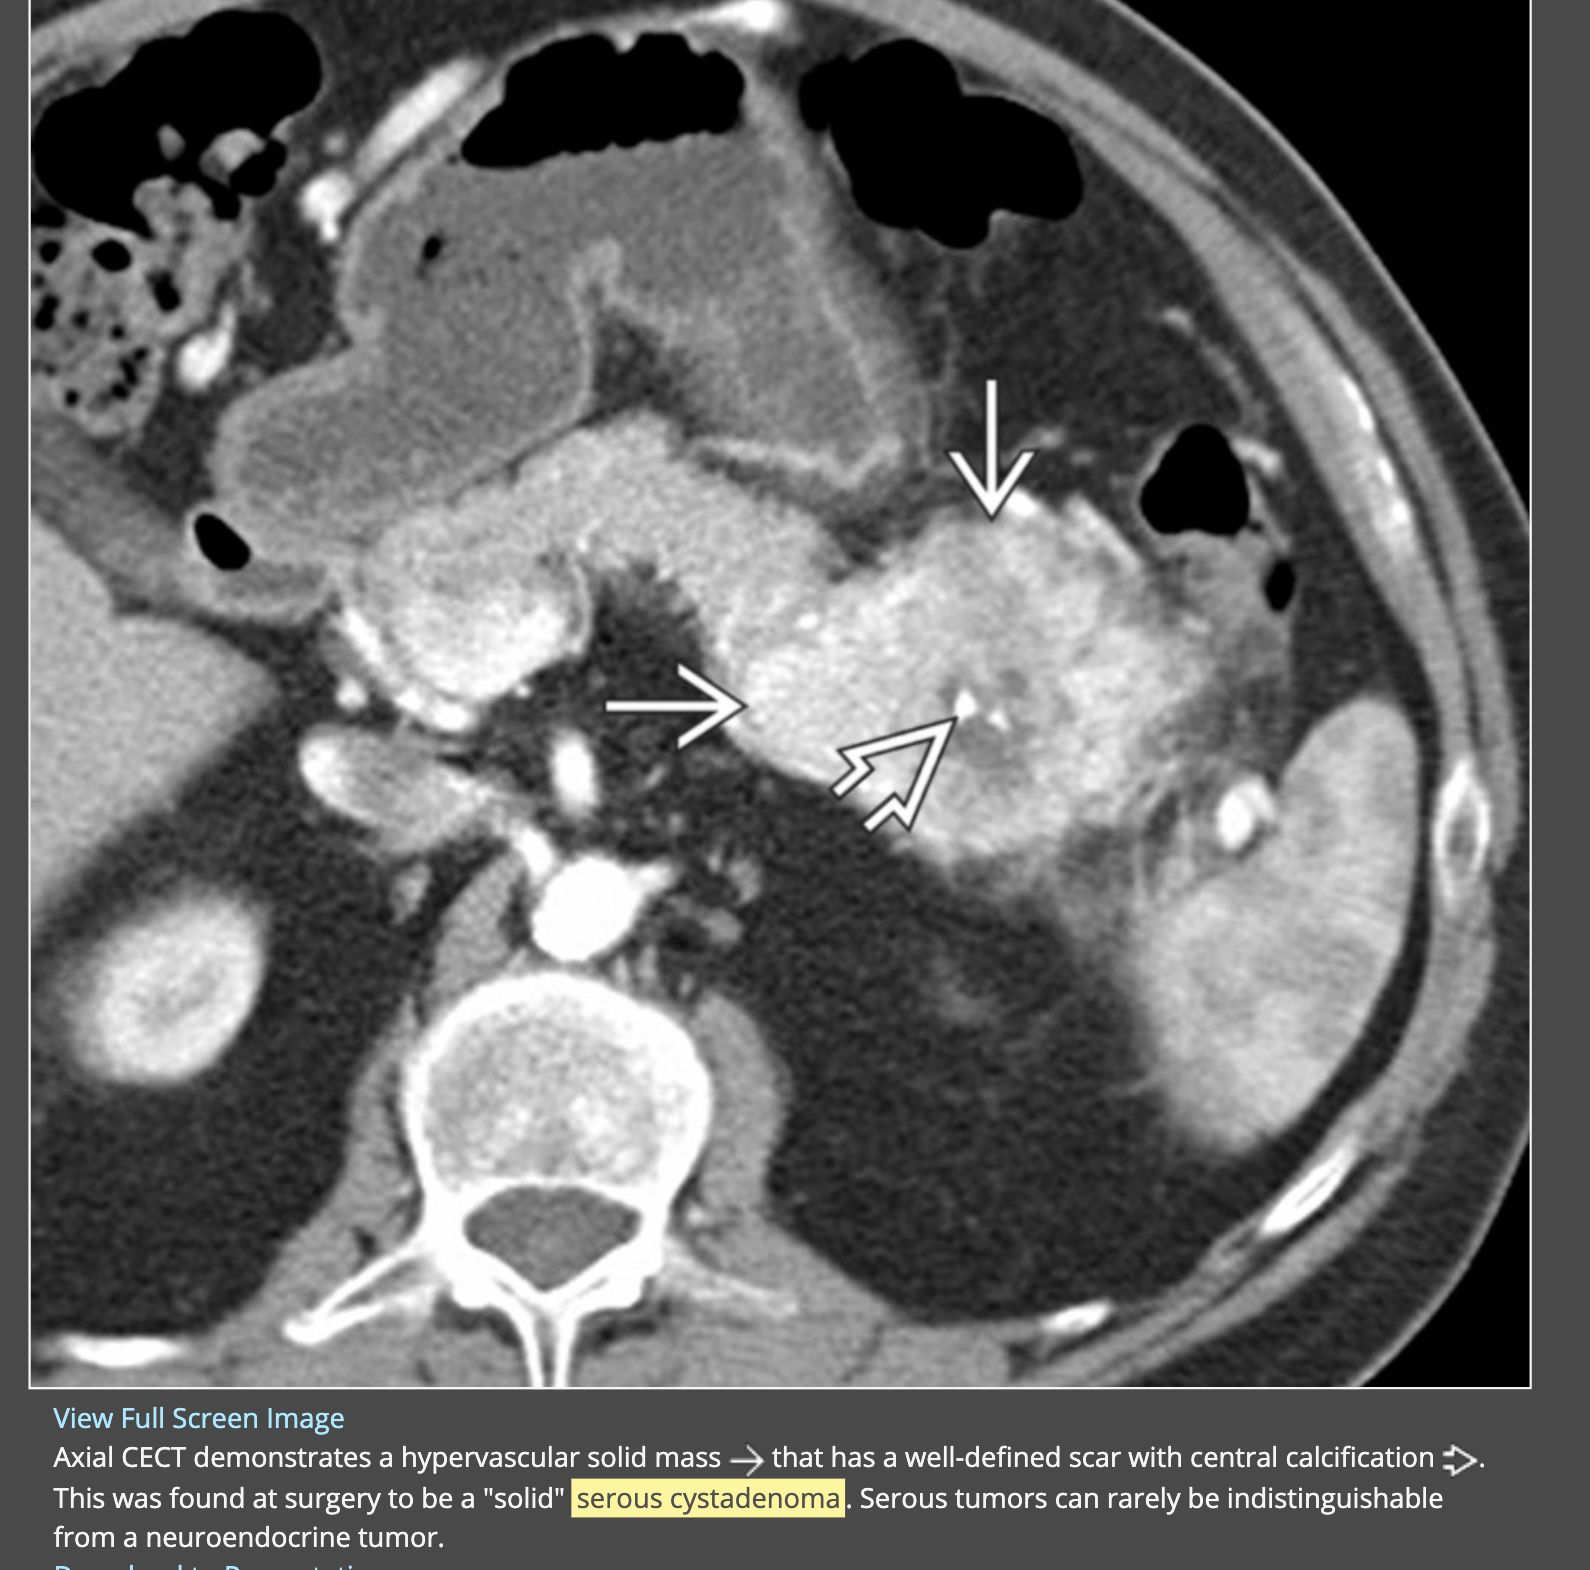 View Full Screen Image
Axial CECT demonstrates a hypervascular solid mass that has a well-defined scar with central calcification .
This was found at surgery to be a "solid" serous cystadenoma. Serous tumors can rarely be indistinguishable
from a neuroendocrine tumor.